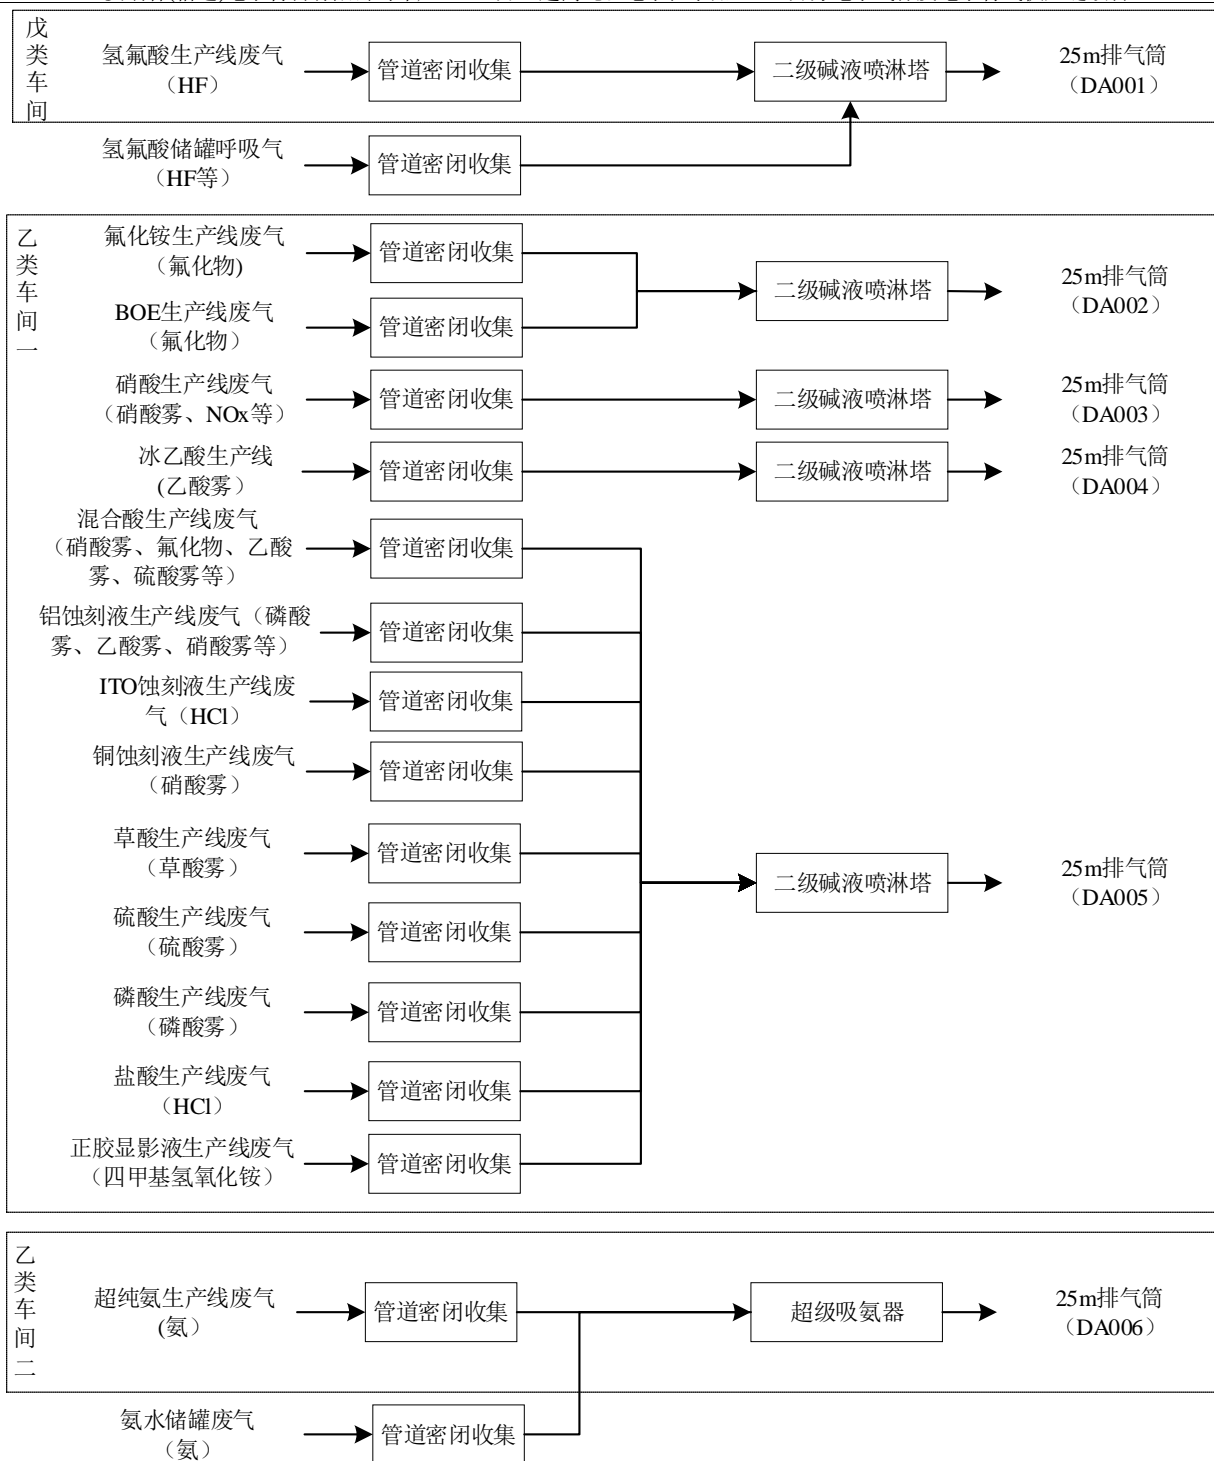 戊类车间
氢氟酸生产线废气
（HF）
管道密闭收集
二级碱液喷淋塔
25m排气筒
（DA001）
氢氟酸储罐呼吸气
（HF等）
管道密闭收集
乙类车间一
氟化铵生产线废气
（氟化物)
管道密闭收集
BOE生产线废气
（氟化物）
管道密闭收集
二级碱液喷淋塔
25m排气筒
（DA002）
硝酸生产线废气
（硝酸雾、NOx等）
管道密闭收集
二级碱液喷淋塔
25m排气筒
（DA003）
冰乙酸生产线
(乙酸雾）
管道密闭收集
二级碱液喷淋塔
25m排气筒
（DA004）
混合酸生产线废气
（硝酸雾、氟化物、乙酸
雾、硫酸雾等）
管道密闭收集
铝蚀刻液生产线废气（磷酸
雾、乙酸雾、硝酸雾等）
管道密闭收集
ITO蚀刻液生产线废
气（HCl）
管道密闭收集
铜蚀刻液生产线废气
（硝酸雾）
管道密闭收集
草酸生产线废气
（草酸雾）
管道密闭收集
二级碱液喷淋塔
25m排气筒
（DA005）
硫酸生产线废气
（硫酸雾）
管道密闭收集
磷酸生产线废气
（磷酸雾）
管道密闭收集
盐酸生产线废气
（HCl）
管道密闭收集
正胶显影液生产线废气
（四甲基氢氧化铵）
管道密闭收集
乙类车间二
超纯氨生产线废气
(氨）
管道密闭收集
超级吸氨器
25m排气筒
（DA006）
氨水储罐废气
（氨）
管道密闭收集